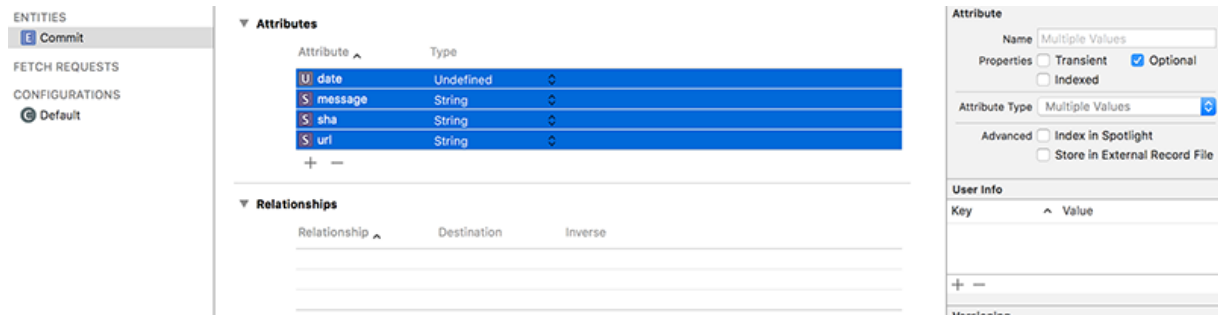 ENTITIES
E Commit
FETCH REQUESTS
CONFIGURATIONS
C Default
Attributes
Attribute Type
U date Undefined
S message String
S sha String
S url String
+ −
Relationships
Relationship Destination Inverse
Attribute
Name Multiple Values
Properties Transient Optional
Indexed
Attribute Type Multiple Values
Advanced Index in Spotlight
Store in External Record File
User Info
Key Value
+ −
Versioning